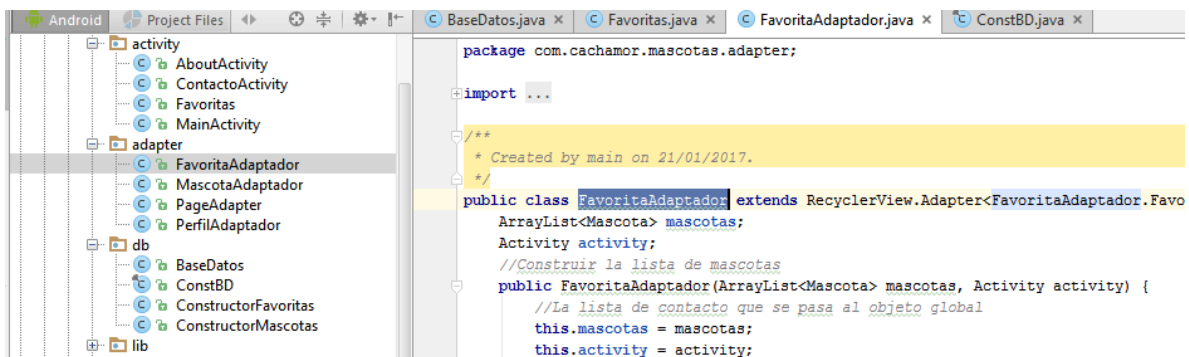 Android
Project Files
activity
AboutActivity
ContactoActivity
Favoritas
MainActivity
adapter
FavoritaAdaptador
MascotaAdaptador
PageAdapter
PerfilAdaptador
db
BaseDatos
ConstBD
ConstructorFavoritas
ConstructorMascotas
lib
BaseDatos.java
Favoritas.java
FavoritaAdaptador.java
ConstBD.java
package com.cachamor.mascotas.adapter;
import ...
/**
* Created by main on 21/01/2017.
*/
public class FavoritaAdaptador extends RecyclerView.Adapter<FavoritaAdaptador.Favo
ArrayList<Mascota> mascotas;
Activity activity;
//Construir la lista de mascotas
public FavoritaAdaptador(ArrayList<Mascota> mascotas, Activity activity) {
//La lista de contacto que se pasa al objeto global
this.mascotas = mascotas;
this.activity = activity;